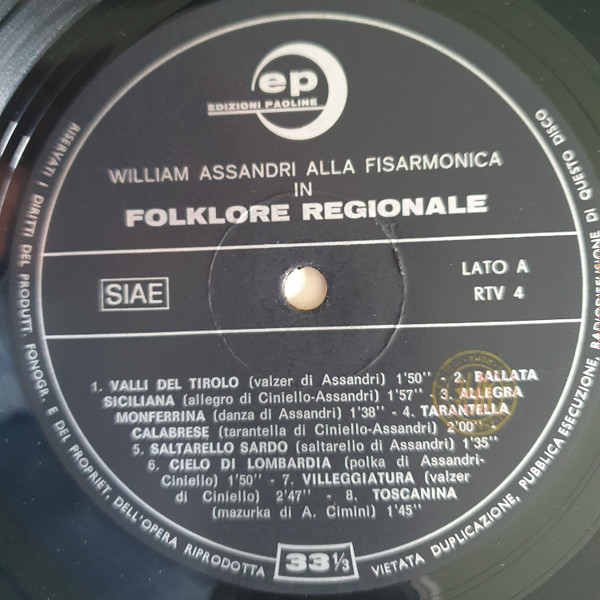 ep
EDIZIONI PAOLINE
WILLIAM ASSANDRI ALLA FISARMONICA
IN
FOLKLORE REGIONALE
SIAE
LATO A
RTV 4
1. VALLI DEL TIROLO (valzer di Assandri) 1'50'' - 2. BALLATA
SICILIANA (allegro di Ciniello-Assandri) 1'57'' - 3. ALLEGRA
MONFERRINA (danza di Assandri) 1'38'' - 4. TARANTELLA
CALABRESE (tarantella di Ciniello-Assandri) 2'00''
5. SALTARELLO SARDO (saltarello di Assandri) 1'35''
6. CIELO DI LOMBARDIA (polka di Assandri-
Ciniello) 1'50'' - 7. VILLEGGIATURA (valzer
di Ciniello) 2'47'' - 8. TOSCANINA
(mazurka di A. Cimini) 1'45''
33 1/3
RISERVATI I DIRITTI DEL PRODUTT. FONOGR. E DEL PROPRIET. DELL'OPERA RIPRODOTTA
VIETATA DUPLICAZIONE, PUBBLICA ESECUZIONE, RADIODIFFUSIONE DI QUESTO DISCO